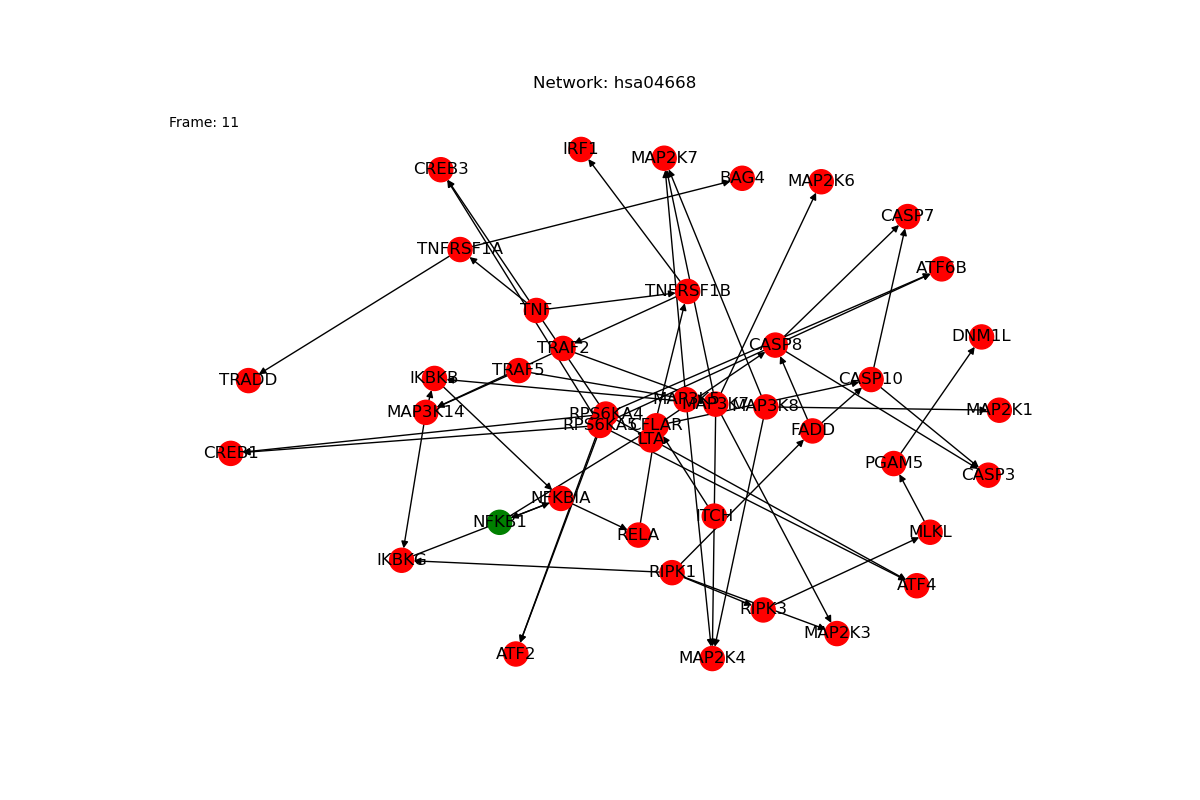 Network: hsa04668
Frame: 11
IRF1
MAP2K7
CREB3
BAG4
MAP2K6
CASP7
TNFRSF1A
ATF6B
TNFRSF1B
TNF
DNM1L
CASP8
TRAF2
TRAF5
IKBKB
TRADD
CASP10
MAP3K5
MAP3K7
MAP3K8
MAP2K1
MAP3K14
RPS6KA4
RPS6KA5
CFLAR
FADD
LTA
CREB1
PGAM5
CASP3
NFKBIA
ITCH
NFKB1
MLKL
RELA
IKBKG
RIPK1
ATF4
RIPK3
MAP2K3
ATF2
MAP2K4